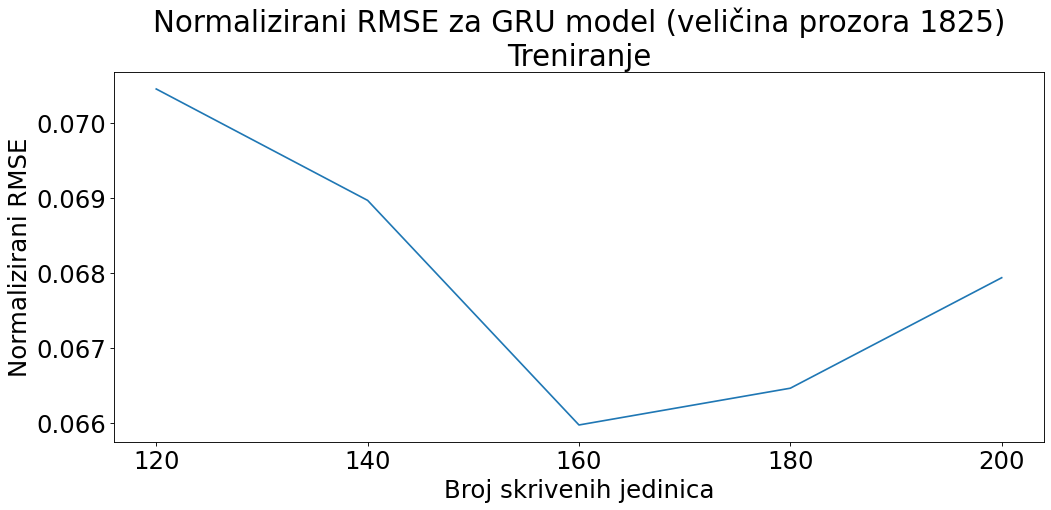 Normalizirani RMSE za GRU model (veličina prozora 1825)
Treniranje
Normalizirani RMSE
0.070
0.069
0.068
0.067
0.066
120 140 160 180 200
Broj skrivenih jedinica